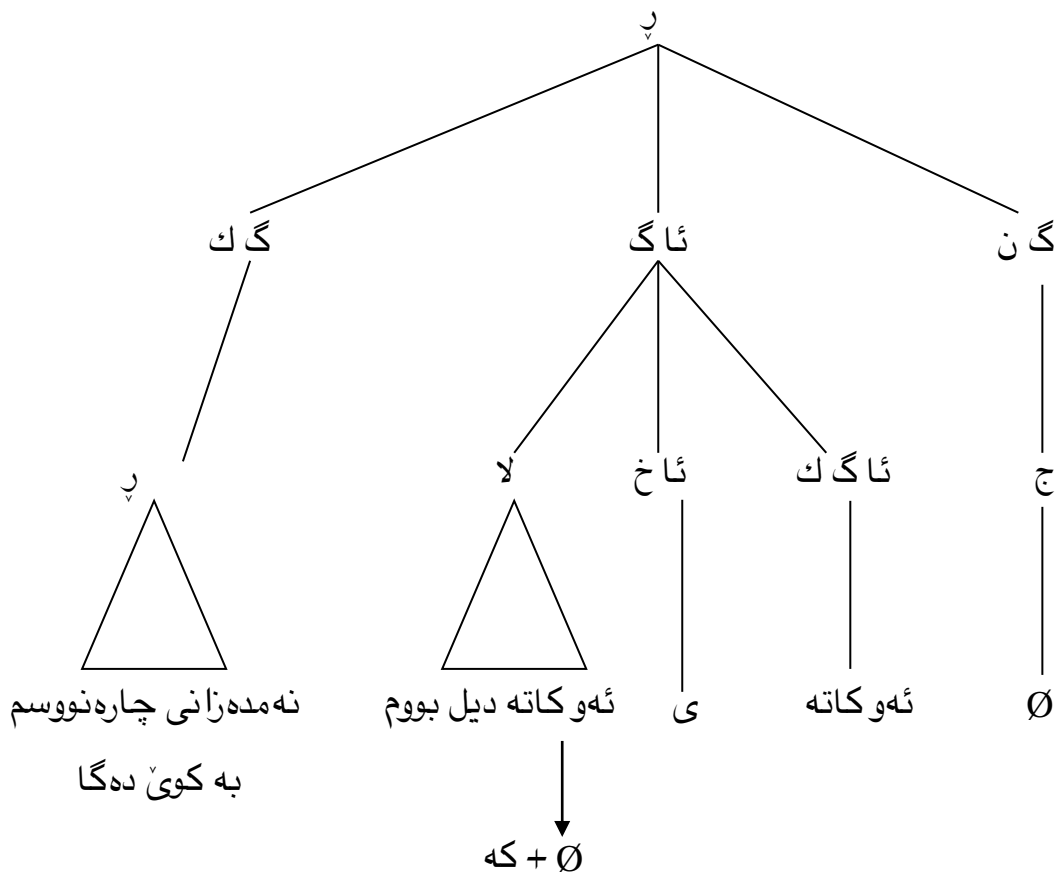 ڕ
گ ن
ئا گ
گ ك
ج
ئا گ ك
ئا خ
لا
ڕ
Ø
ئەو کاتە
ی
ئەو کاتە دیل بووم
نەمدەزانی چارەنووسم
بە کوێ دەگا
Ø + کە